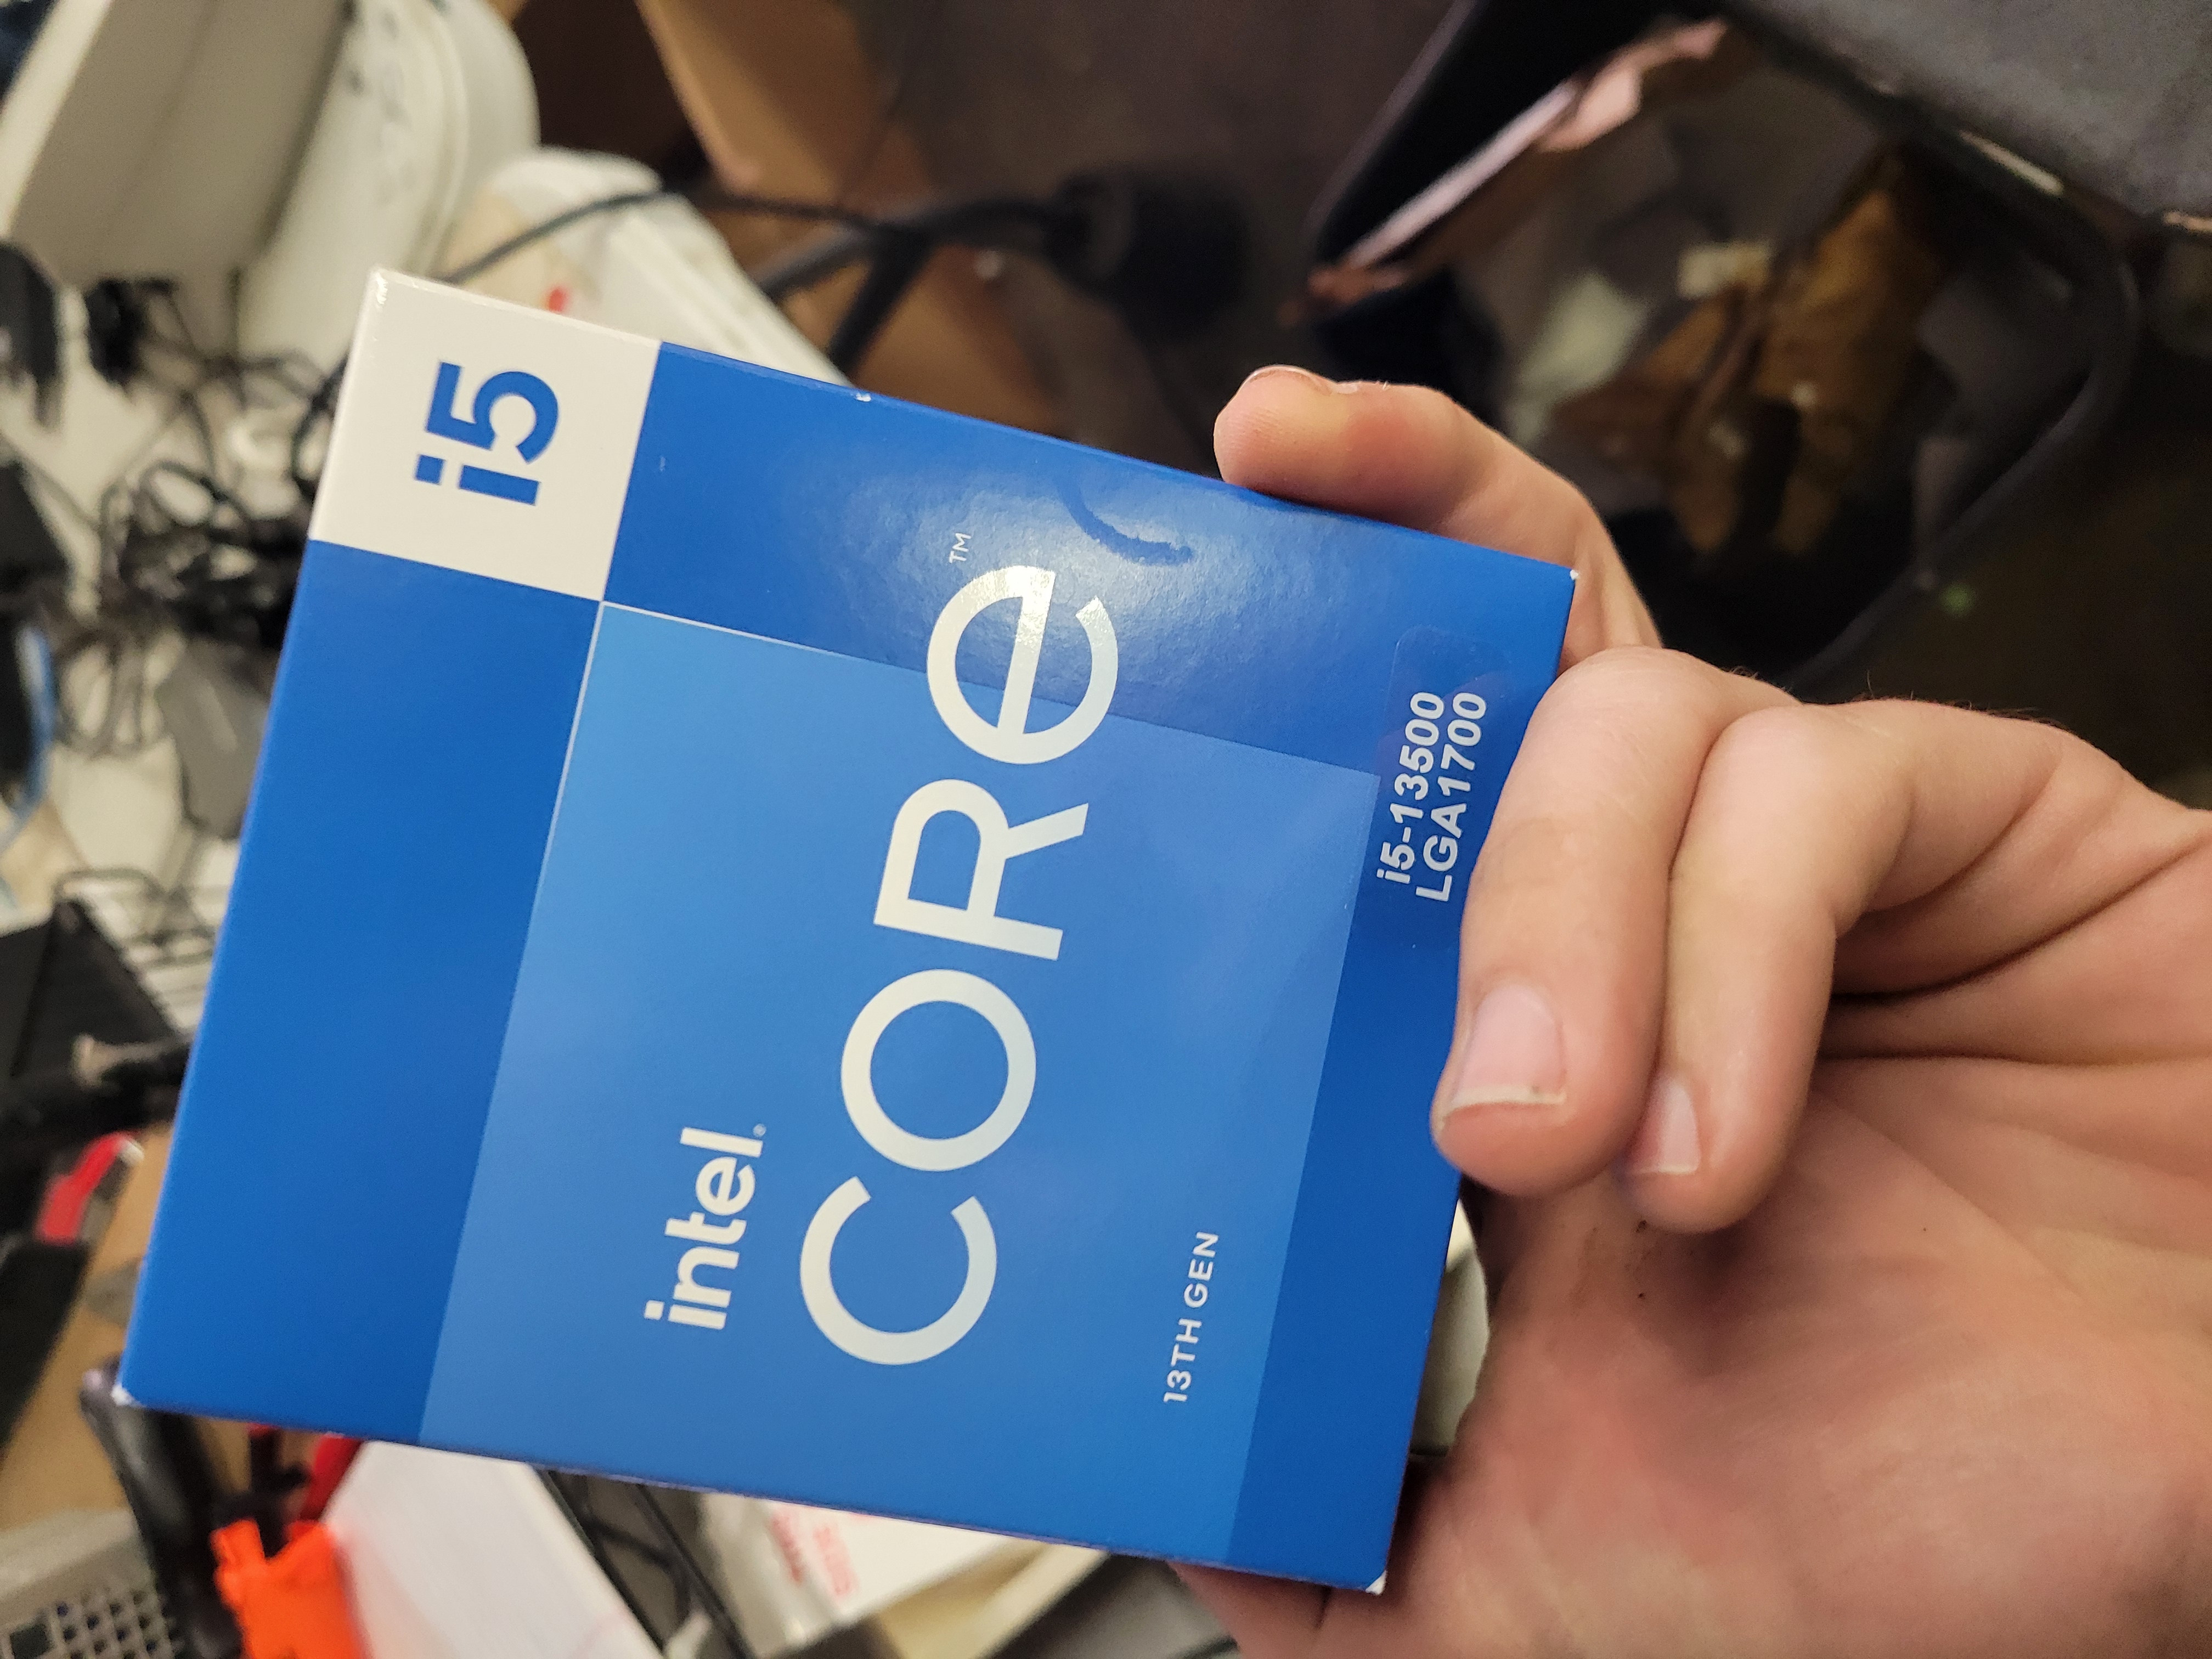 i5
intel®
CORe™
13TH GEN
i5-13500
LGA1700